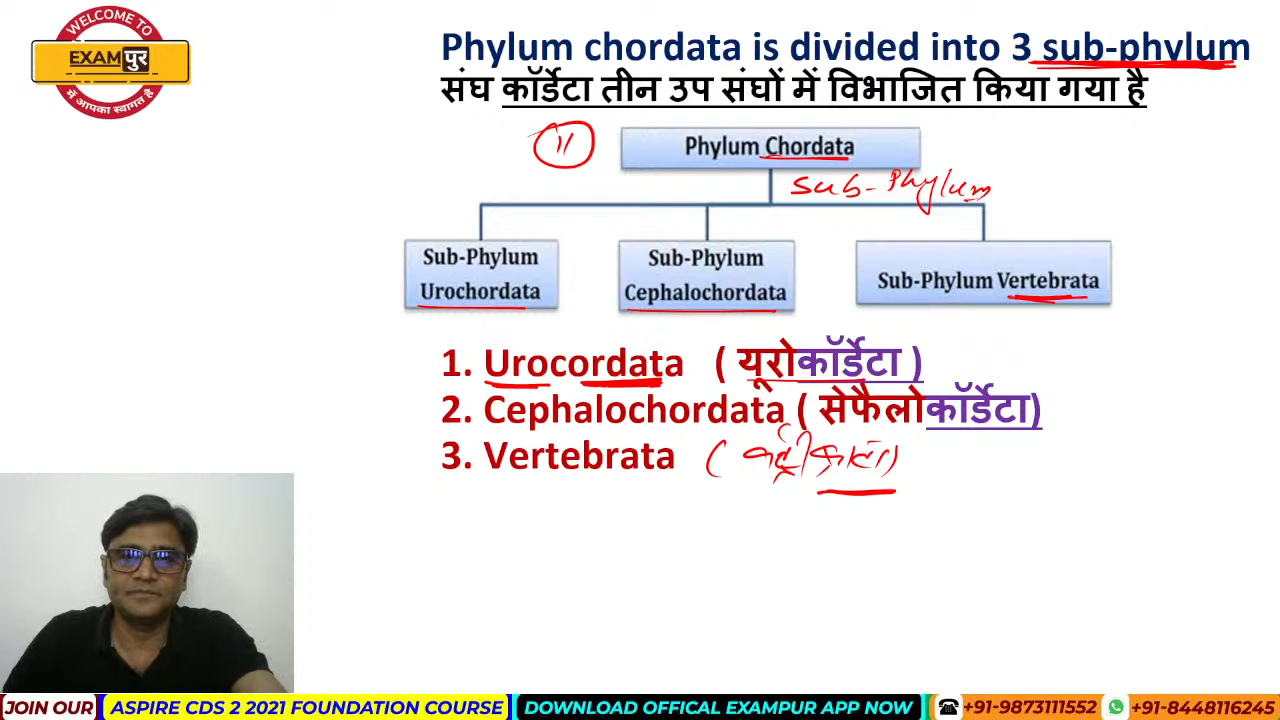 WELCOME TO
EXAMपुर
में आपका स्वागत है
Phylum chordata is divided into 3 sub-phylum
संघ कॉर्डेटा तीन उप संघों में विभाजित किया गया है
11
Phylum Chordata
Sub-Phylum
Sub-Phylum Urochordata
Sub-Phylum Cephalochordata
Sub-Phylum Vertebrata
1. Urocordata ( यूरोकॉर्डेटा )
2. Cephalochordata ( सेफैलोकॉर्डेटा)
3. Vertebrata
JOIN OUR ASPIRE CDS 2 2021 FOUNDATION COURSE DOWNLOAD OFFICAL EXAMPUR APP NOW +91-9873111552 +91-8448116245